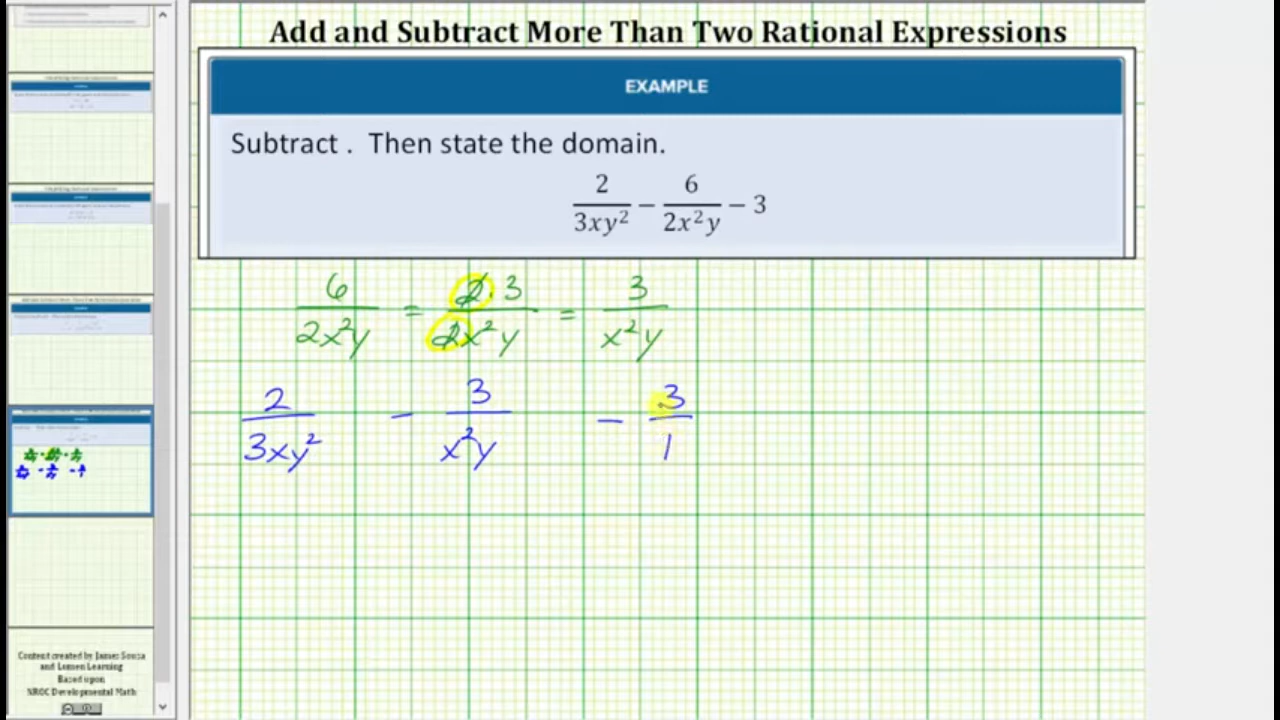 Add and Subtract More Than Two Rational Expressions
EXAMPLE
Subtract .  Then state the domain.
2/(3xy²) − 6/(2x²y) − 3
6/(2x²y) = (2·3)/(2x²y) = 3/(x²y)
2/(3xy²) − 3/(x²y) − 3/1
Content created by James Sousa
and Lumen Learning
Based upon
NROC Developmental Math